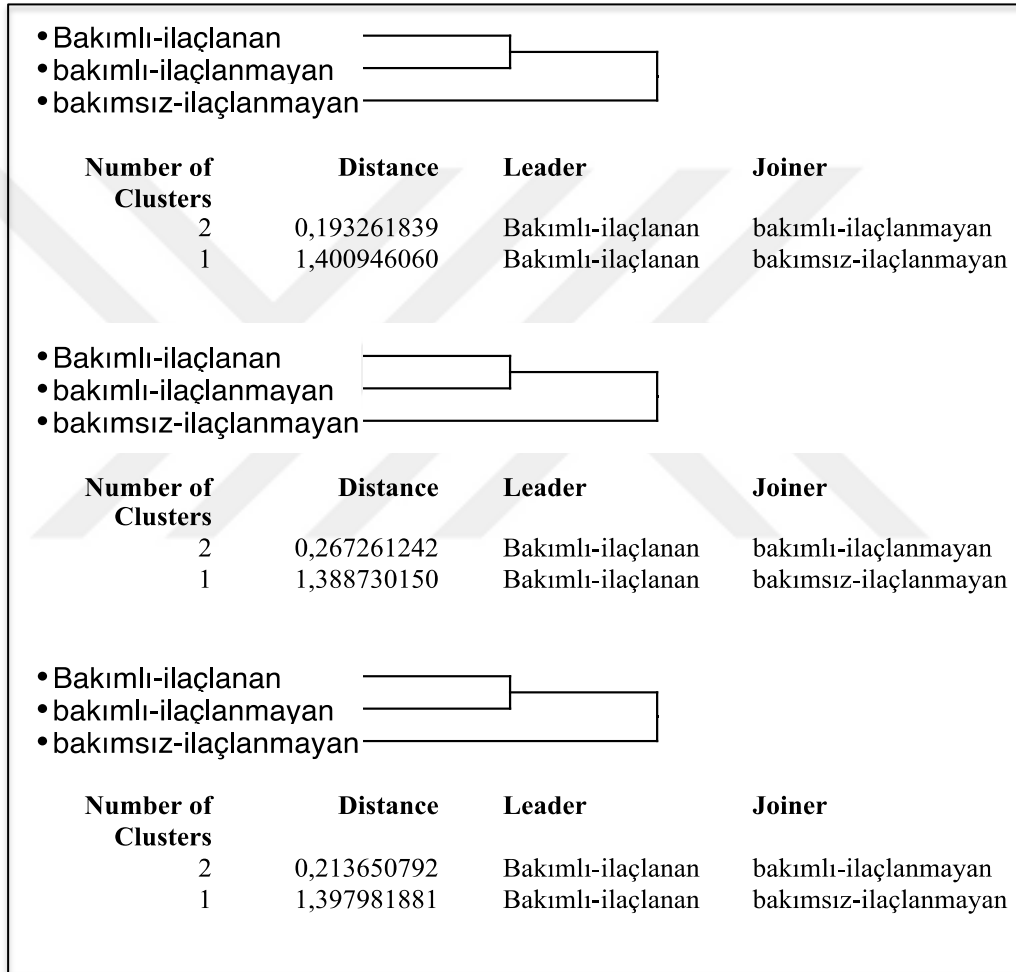 •Bakımlı-ilaçlanan
•bakımlı-ilaçlanmayan
•bakımsız-ilaçlanmayan
Number of Clusters Distance Leader Joiner
2 0,193261839 Bakımlı-ilaçlanan bakımlı-ilaçlanmayan
1 1,400946060 Bakımlı-ilaçlanan bakımsız-ilaçlanmayan
•Bakımlı-ilaçlanan
•bakımlı-ilaçlanmayan
•bakımsız-ilaçlanmayan
Number of Clusters Distance Leader Joiner
2 0,267261242 Bakımlı-ilaçlanan bakımlı-ilaçlanmayan
1 1,388730150 Bakımlı-ilaçlanan bakımsız-ilaçlanmayan
•Bakımlı-ilaçlanan
•bakımlı-ilaçlanmayan
•bakımsız-ilaçlanmayan
Number of Clusters Distance Leader Joiner
2 0,213650792 Bakımlı-ilaçlanan bakımlı-ilaçlanmayan
1 1,397981881 Bakımlı-ilaçlanan bakımsız-ilaçlanmayan